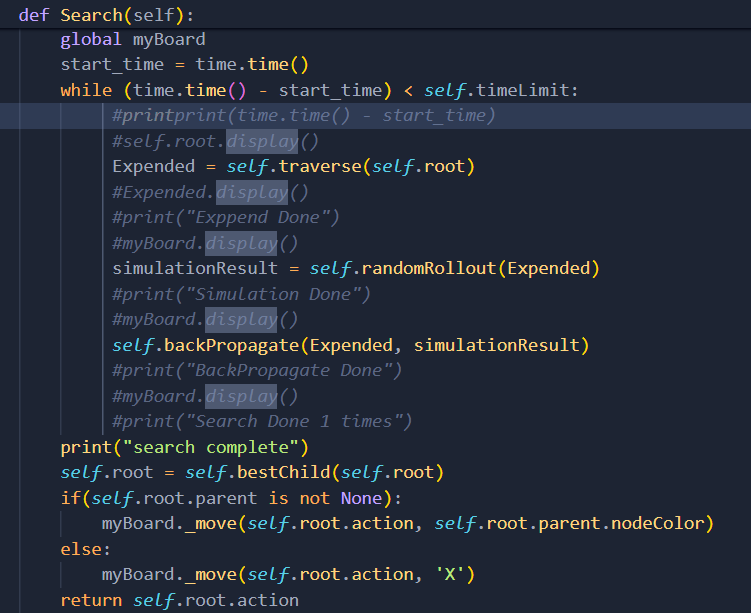 def Search(self):
    global myBoard
    start_time = time.time()
    while (time.time() - start_time) < self.timeLimit:
        #printprint(time.time() - start_time)
        #self.root.display()
        Expended = self.traverse(self.root)
        #Expended.display()
        #print("Exppend Done")
        #myBoard.display()
        simulationResult = self.randomRollout(Expended)
        #print("Simulation Done")
        #myBoard.display()
        self.backPropagate(Expended, simulationResult)
        #print("BackPropagate Done")
        #myBoard.display()
        #print("Search Done 1 times")
    print("search complete")
    self.root = self.bestChild(self.root)
    if(self.root.parent is not None):
        myBoard._move(self.root.action, self.root.parent.nodeColor)
    else:
        myBoard._move(self.root.action, 'X')
    return self.root.action